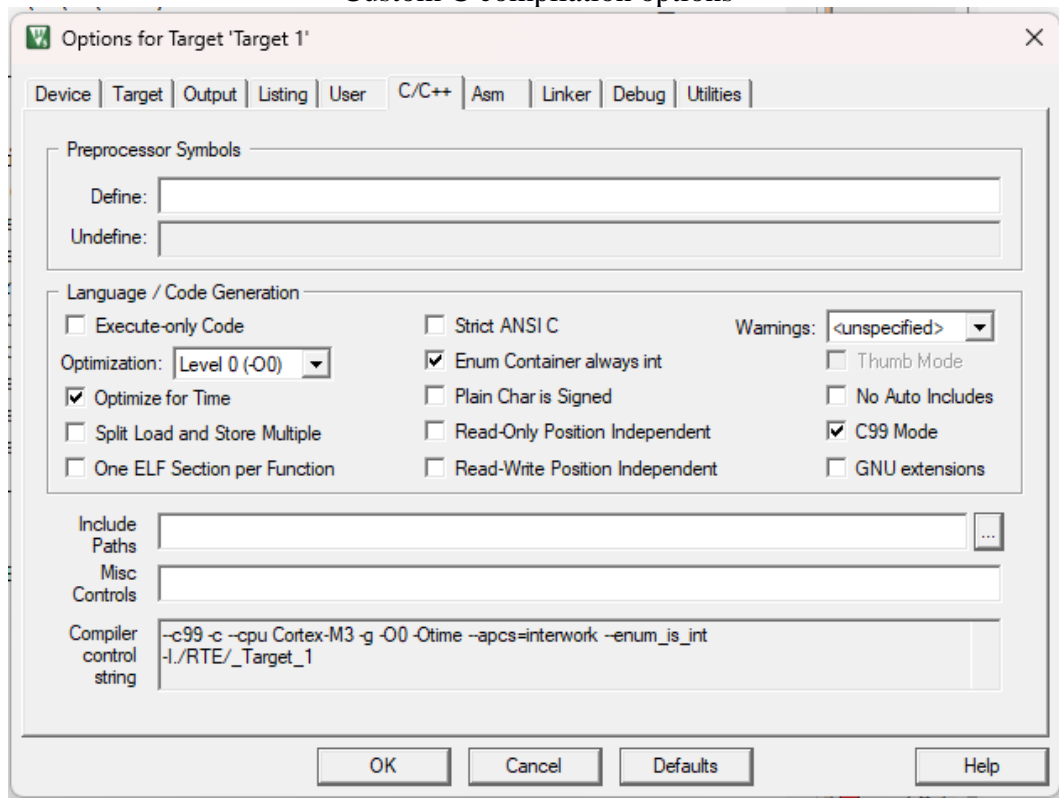 Custom C compilation options
Options for Target 'Target 1'
Device Target Output Listing User C/C++ Asm Linker Debug Utilities
Preprocessor Symbols
Define:
Undefine:
Language / Code Generation
Execute-only Code Strict ANSI C Warnings: <unspecified>
Optimization: Level 0 (-O0) Enum Container always int Thumb Mode
Optimize for Time Plain Char is Signed No Auto Includes
Split Load and Store Multiple Read-Only Position Independent C99 Mode
One ELF Section per Function Read-Write Position Independent GNU extensions
Include
Paths
...
Misc
Controls
Compiler
control
string
--c99 -c --cpu Cortex-M3 -g -O0 -Otime --apcs=interwork --enum_is_int
-I./RTE/_Target_1
OK Cancel Defaults Help